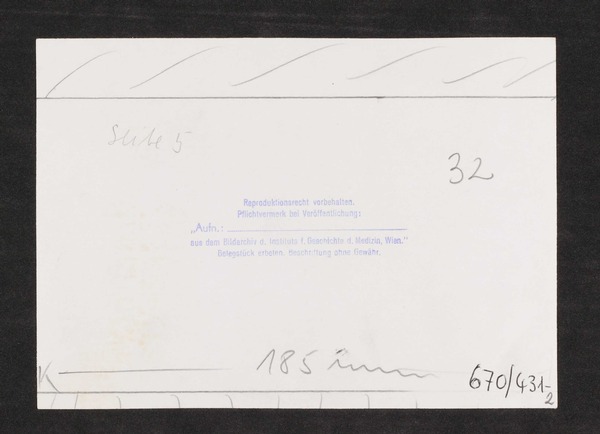 Seite 5
32
Reproduktionsrecht vorbehalten.
Pflichtvermerk bei Veröffentlichung:
„Aufn.:
aus dem Bildarchiv d. Instituts f. Geschichte d. Medizin, Wien.“
Belegstück erbeten. Beschriftung ohne Gewähr.
185 mm
670/431-2